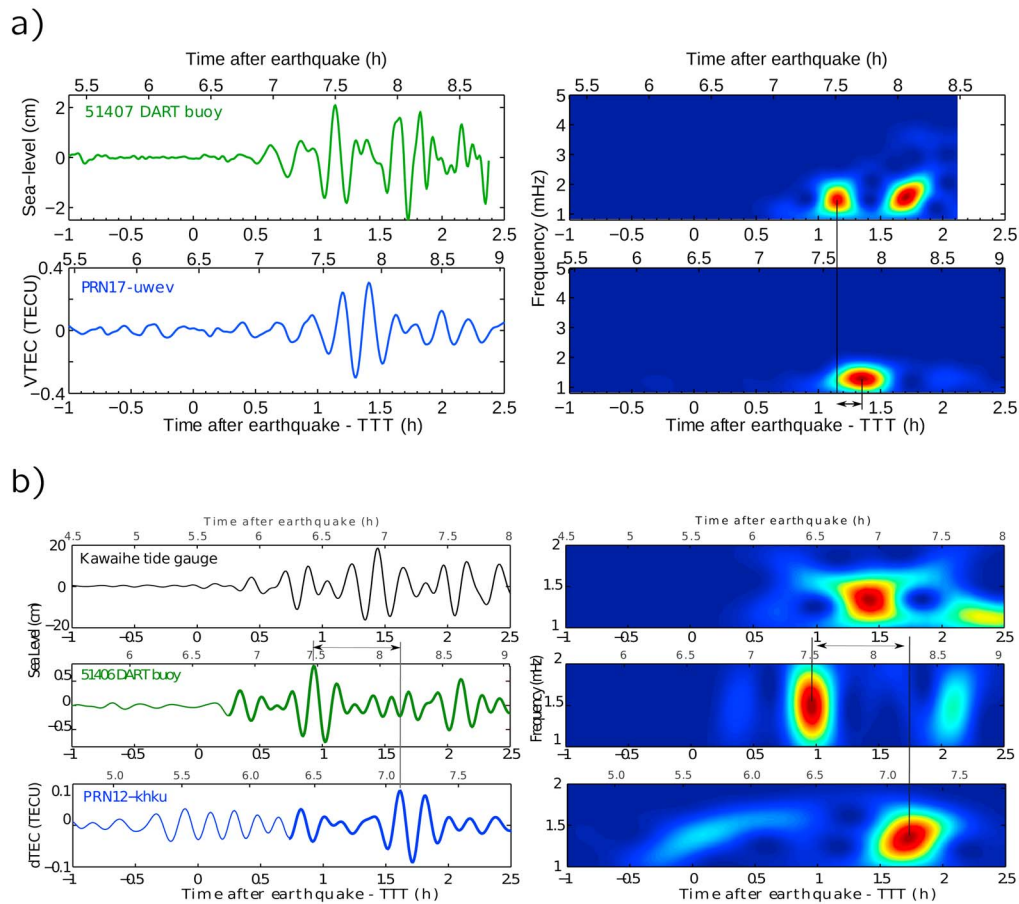 a)
Time after earthquake (h)
5.5 6 6.5 7 7.5 8 8.5
Sea-level (cm)
2
0
-2
51407 DART buoy
-1 -0.5 0 0.5 1 1.5 2 2.5
5.5 6 6.5 7 7.5 8 8.5 9
VTEC (TECU)
0.4
0
-0.4
PRN17-uwev
-1 -0.5 0 0.5 1 1.5 2 2.5
Time after earthquake - TTT (h)
Time after earthquake (h)
5.5 6 6.5 7 7.5 8 8.5
Frequency (mHz)
5
4
3
2
1
-1 -0.5 0 0.5 1 1.5 2 2.5
5.5 6 6.5 7 7.5 8 8.5 9
5
4
3
2
1
-1 -0.5 0 0.5 1 1.5 2 2.5
Time after earthquake - TTT (h)
b)
Time after earthquake (h)
4.5 5 5.5 5.7 6 6.5 7 7.5 8
Sea Level (cm)
20
0
-20
Kawaihe tide gauge
-1 -0.5 0 0.5 1 1.5 2 25
6 6.5 7 7.5 8 8.5 9
0.5
0
-0.5
51406 DART buoy
-1 -0.5 0 0.5 1 1.5 2 25
5.0 5.5 6.0 6.5 7.0 7.5
dTEC (TECU)
0.1
0
-0.1
PRN12-khku
-1 -0.5 0 0.5 1 1.5 2 25
Time after earthquake - TTT (h)
Time after earthquake (h)
4.5 5 5.5 5.7 6 6.5 7 7.5 8
2
1.5
1
-1 -0.5 0 0.5 1 1.5 2 25
Frequency (mHz)
6 6.5 7 7.5 8 8.5 9
2
1.5
1
-1 -0.5 0 0.5 1 1.5 2 25
5.0 5.5 6.0 6.5 7.0 7.5
2
1.5
1
-1 -0.5 0 0.5 1 1.5 2 25
Time after earthquake - TTT (h)